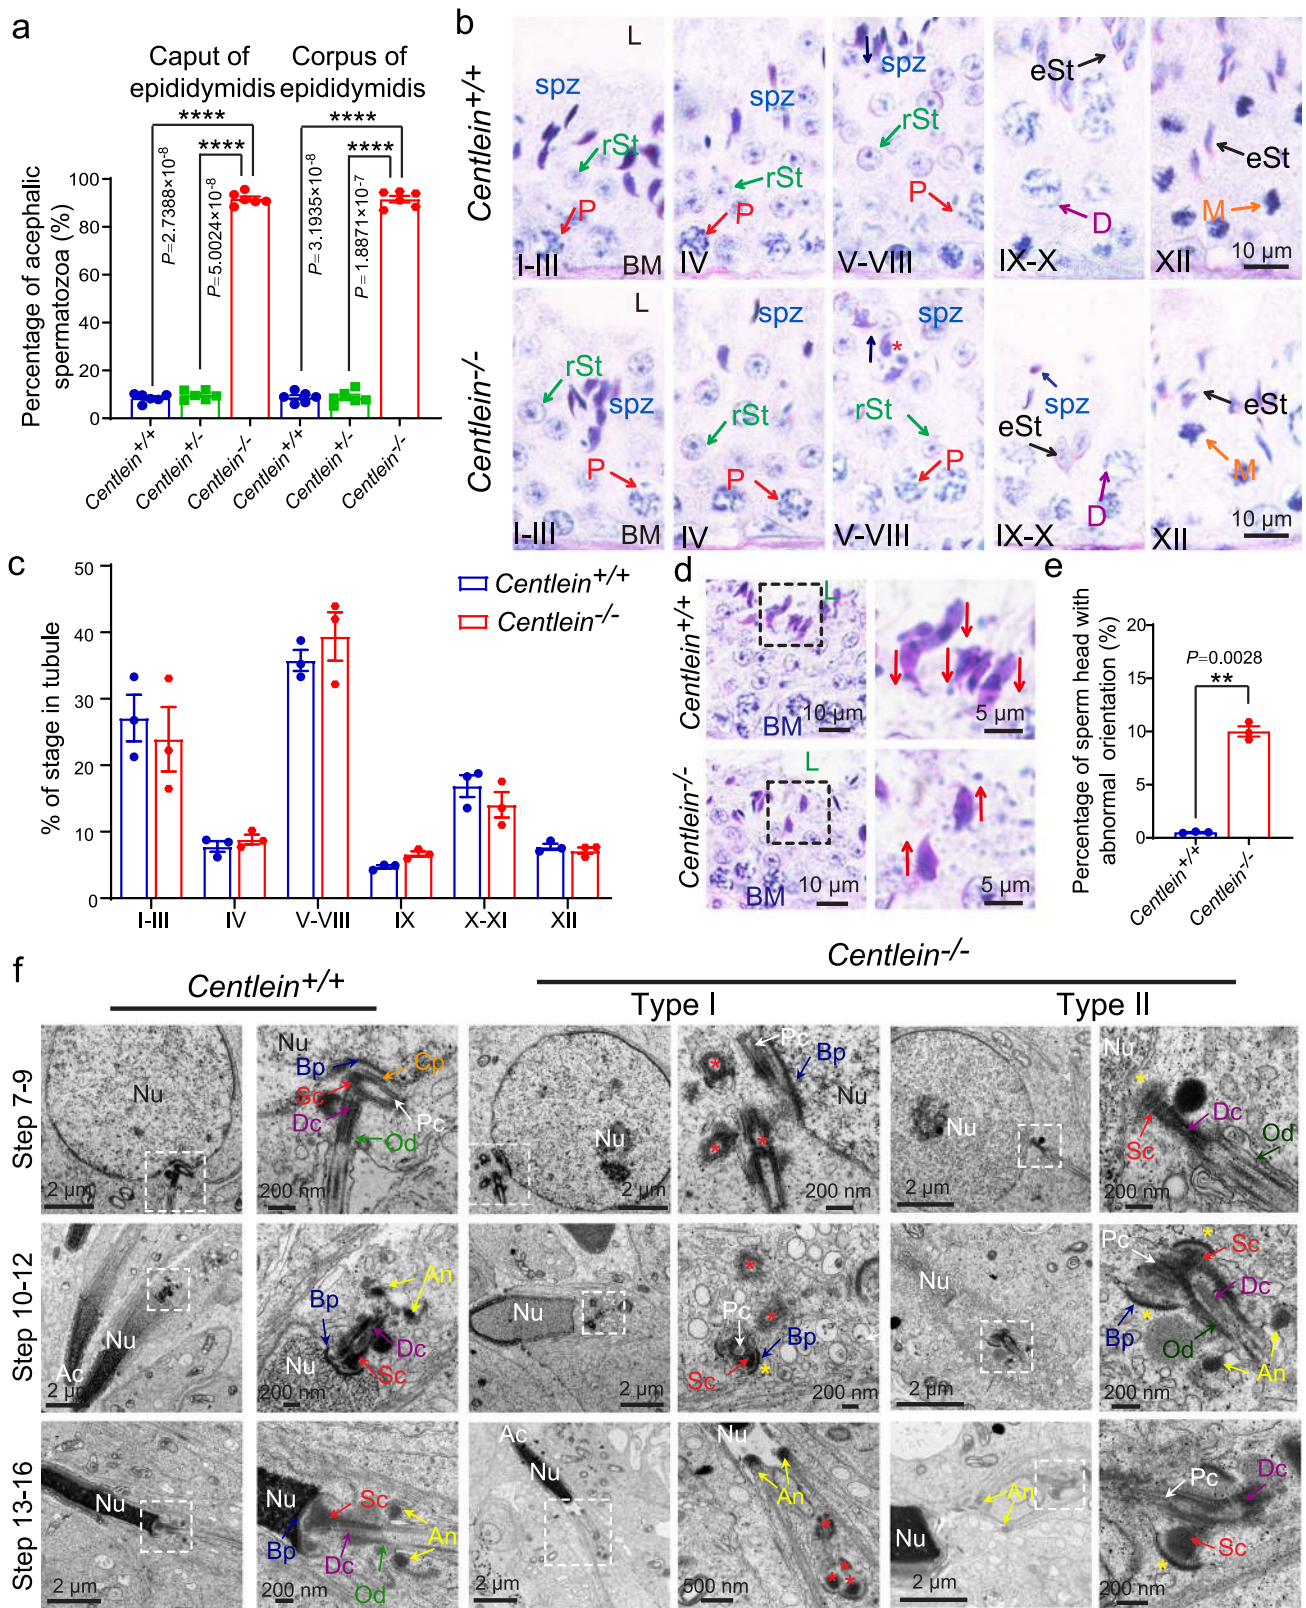 a
Caput of epididymidis
Corpus of epididymidis
****
****
****
****
P=2.7388×10-8
P=5.0024×10-8
P=3.1935×10-8
P=1.8871×10-7
Percentage of acephalic spermatozoa (%)
100
80
60
40
20
0
Centlein+/+
Centlein+/-
Centlein-/-
Centlein+/+
Centlein+/-
Centlein-/-
b
Centlein+/+
L
spz
rSt
P
I-III
BM
spz
rSt
P
IV
spz
rSt
P
V-VIII
eSt
D
IX-X
eSt
M
XII
10 µm
Centlein-/-
L
rSt
spz
P
I-III
BM
spz
rSt
P
IV
spz
*
rSt
P
V-VIII
spz
eSt
D
IX-X
eSt
M
XII
10 µm
c
% of stage in tubule
50
40
30
20
10
0
I-III
IV
V-VIII
IX
X-XI
XII
Centlein+/+
Centlein-/-
d
Centlein+/+
L
BM
10 µm
5 µm
Centlein-/-
L
BM
10 µm
5 µm
e
Percentage of sperm head with abnormal orientation (%)
20
15
10
5
0
P=0.0028
**
Centlein+/+
Centlein-/-
f
Centlein+/+
Centlein-/-
Type I
Type II
Step 7-9
Nu
2 µm
Nu
Bp
Cp
Sc
Dc
Pc
Od
200 nm
Nu
2 µm
Pc
Bp
*
Nu
*
*
200 nm
Nu
2 µm
Nu
*
Sc
Dc
Od
200 nm
Step 10-12
Nu
Ac
2 µm
An
Bp
Dc
Nu
Sc
200 nm
Nu
2 µm
*
Pc
*
Bp
Sc
*
200 nm
Nu
2 µm
Pc
*
Sc
Dc
Bp
*
Od
An
200 nm
Step 13-16
Nu
2 µm
Nu
Sc
An
Bp
Dc
Od
200 nm
Ac
Nu
2 µm
Nu
An
*
*
*
*
500 nm
An
Nu
2 µm
Pc
Dc
Sc
*
200 nm